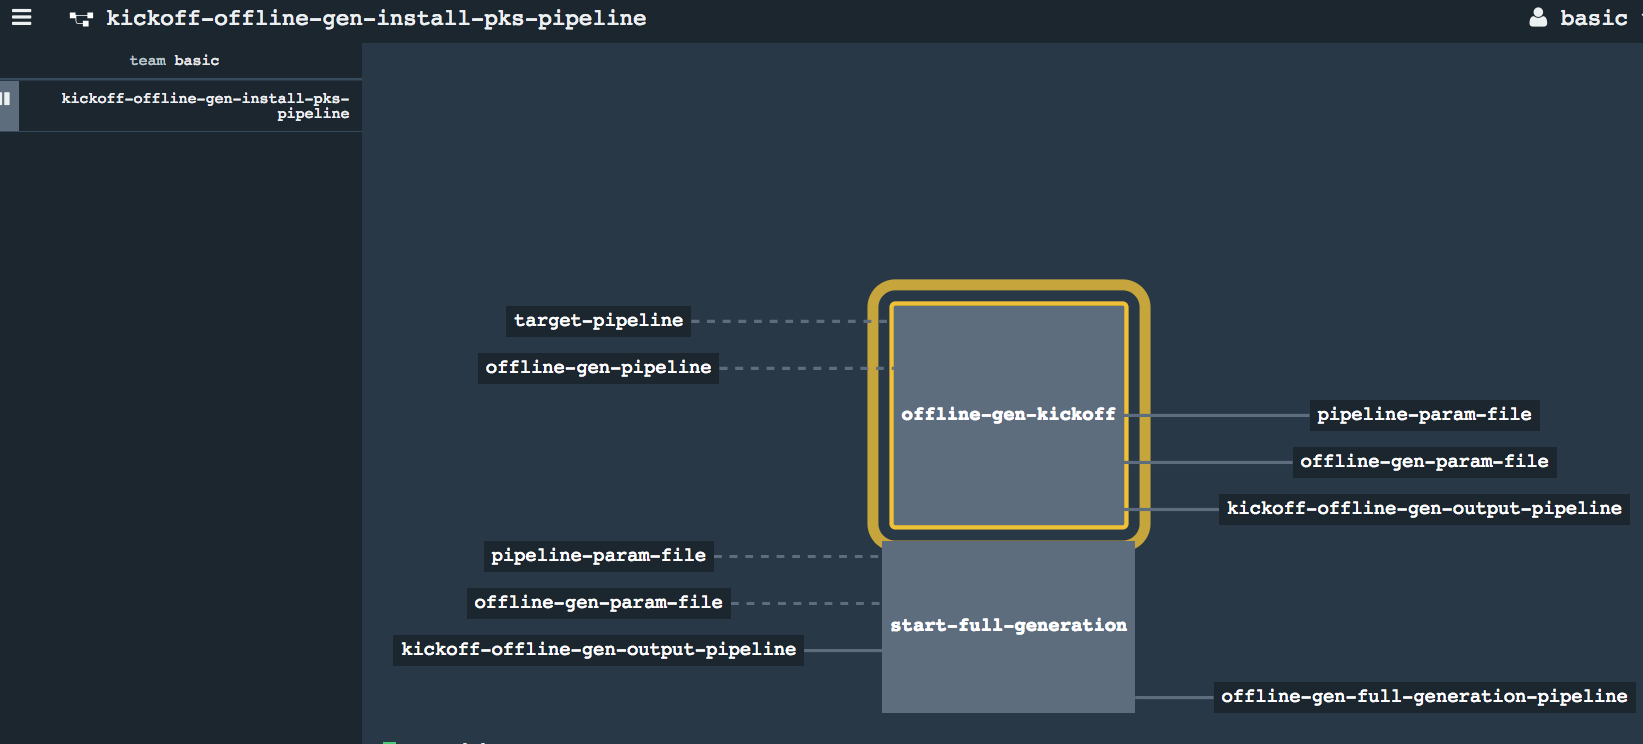 kickoff-offline-gen-install-pks-pipeline
basic
team basic
kickoff-offline-gen-install-pks-
pipeline
target-pipeline
offline-gen-pipeline
offline-gen-kickoff
pipeline-param-file
offline-gen-param-file
kickoff-offline-gen-output-pipeline
pipeline-param-file
offline-gen-param-file
start-full-generation
kickoff-offline-gen-output-pipeline
offline-gen-full-generation-pipeline